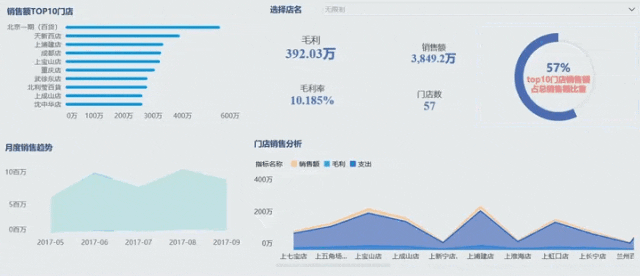 销售额TOP10门店
北京一期（百货）
天新百店
上浦建店
成都店
上宝山店
重庆店
武徐东店
北利莹百店
上成山店
沈中华店
0万 100万 200万 300万 400万 600万
选择店名
无限制
毛利
392.03万
销售额
3,849.2万
毛利率
10.185%
门店数
57
57%
top10门店销售额
占总销售额比重
月度销售趋势
10百万
5百万
0百万
2017-05 2017-06 2017-07 2017-08 2017-09
门店销售分析
指标名称 销售额 毛利 支出
400万
200万
0万
上七宝店 上五角场... 上宝山店 上成山店 上新宁店... 上浦建店 上淮海店 上虹口店 上长宁店 兰州百